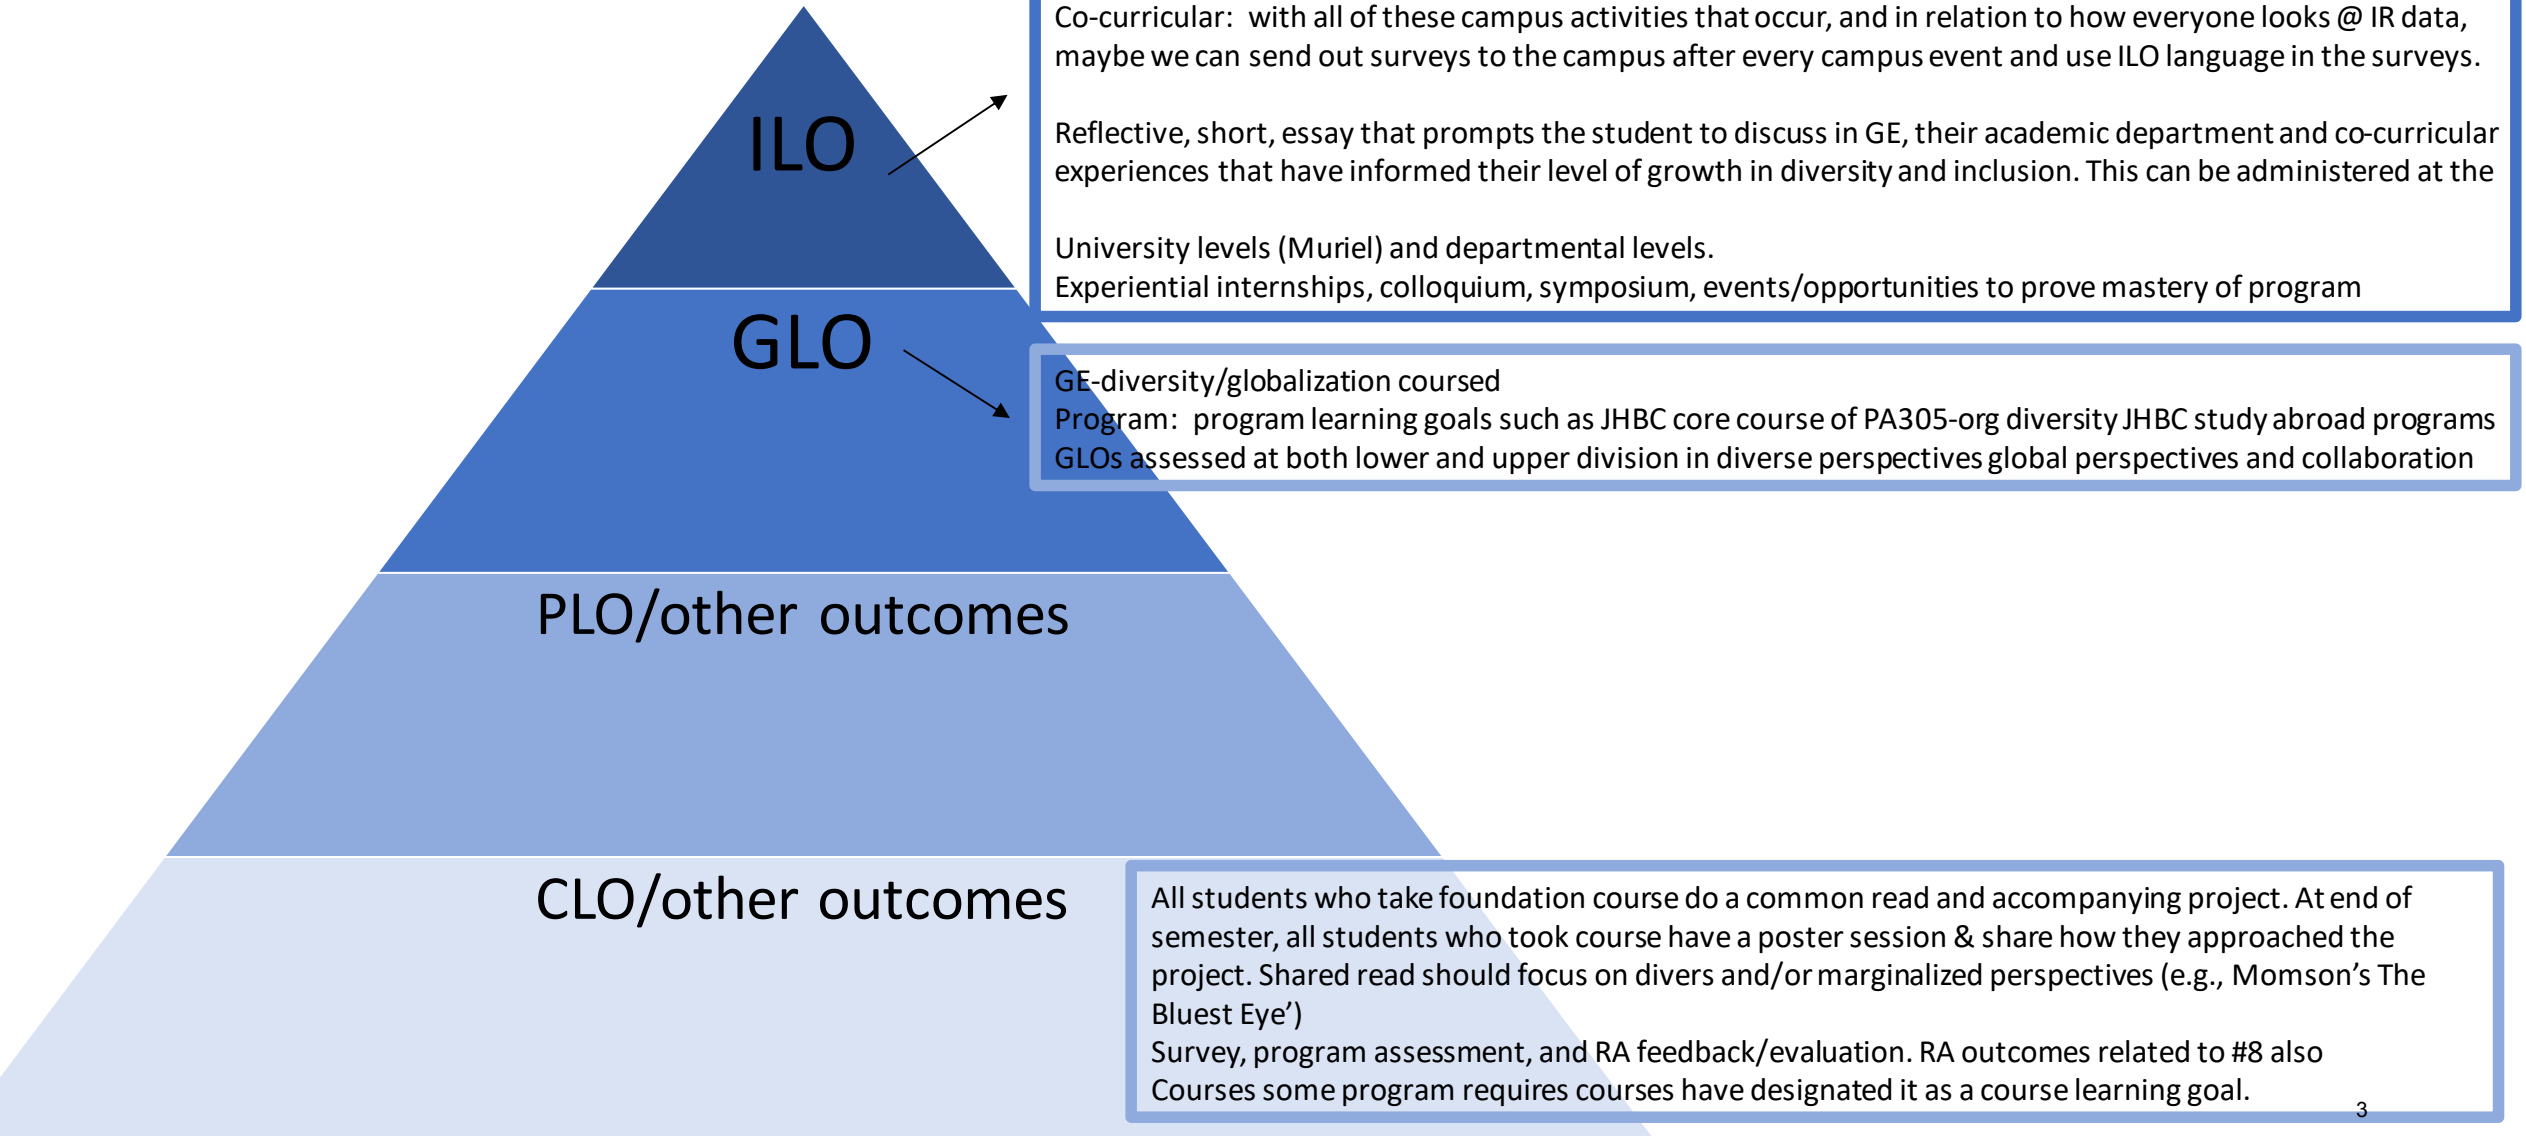 Co-curricular: with all of these campus activities that occur, and in relation to how everyone looks @ IR data,
maybe we can send out surveys to the campus after every campus event and use ILO language in the surveys.
Reflective, short, essay that prompts the student to discuss in GE, their academic department and co-curricular
experiences that have informed their level of growth in diversity and inclusion. This can be administered at the
University levels (Muriel) and departmental levels.
Experiential internships, colloquium, symposium, events/opportunities to prove mastery of program
ILO
GLO
GE-diversity/globalization coursed
Program: program learning goals such as JHBC core course of PA305-org diversity JHBC study abroad programs
GLOs assessed at both lower and upper division in diverse perspectives global perspectives and collaboration
PLO/other outcomes
CLO/other outcomes
All students who take foundation course do a common read and accompanying project. At end of
semester, all students who took course have a poster session & share how they approached the
project. Shared read should focus on divers and/or marginalized perspectives (e.g., Momson’s The
Bluest Eye’)
Survey, program assessment, and RA feedback/evaluation. RA outcomes related to #8 also
Courses some program requires courses have designated it as a course learning goal.
3